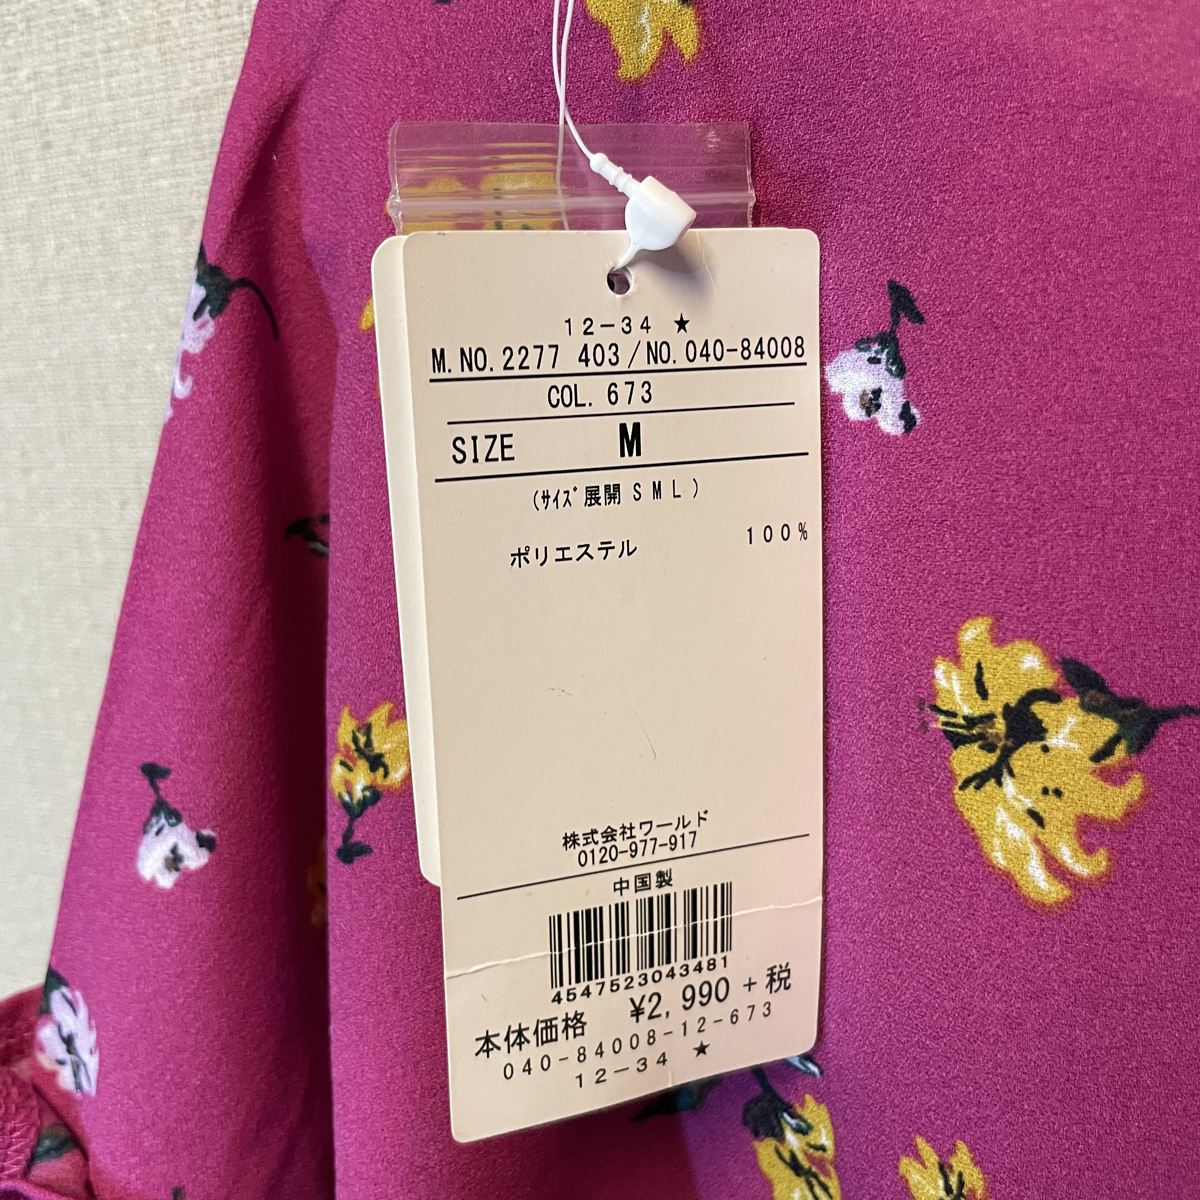 12-34 ★
M.NO.2277 403/NO.040-84008
COL. 673
SIZE M
(サイズ展開 S M L )
ポリエステル 100%
株式会社ワールド
0120-977-917
中国製
4547523043481
本体価格 ¥2,990+税
040-84008-12-673
12-34 ★